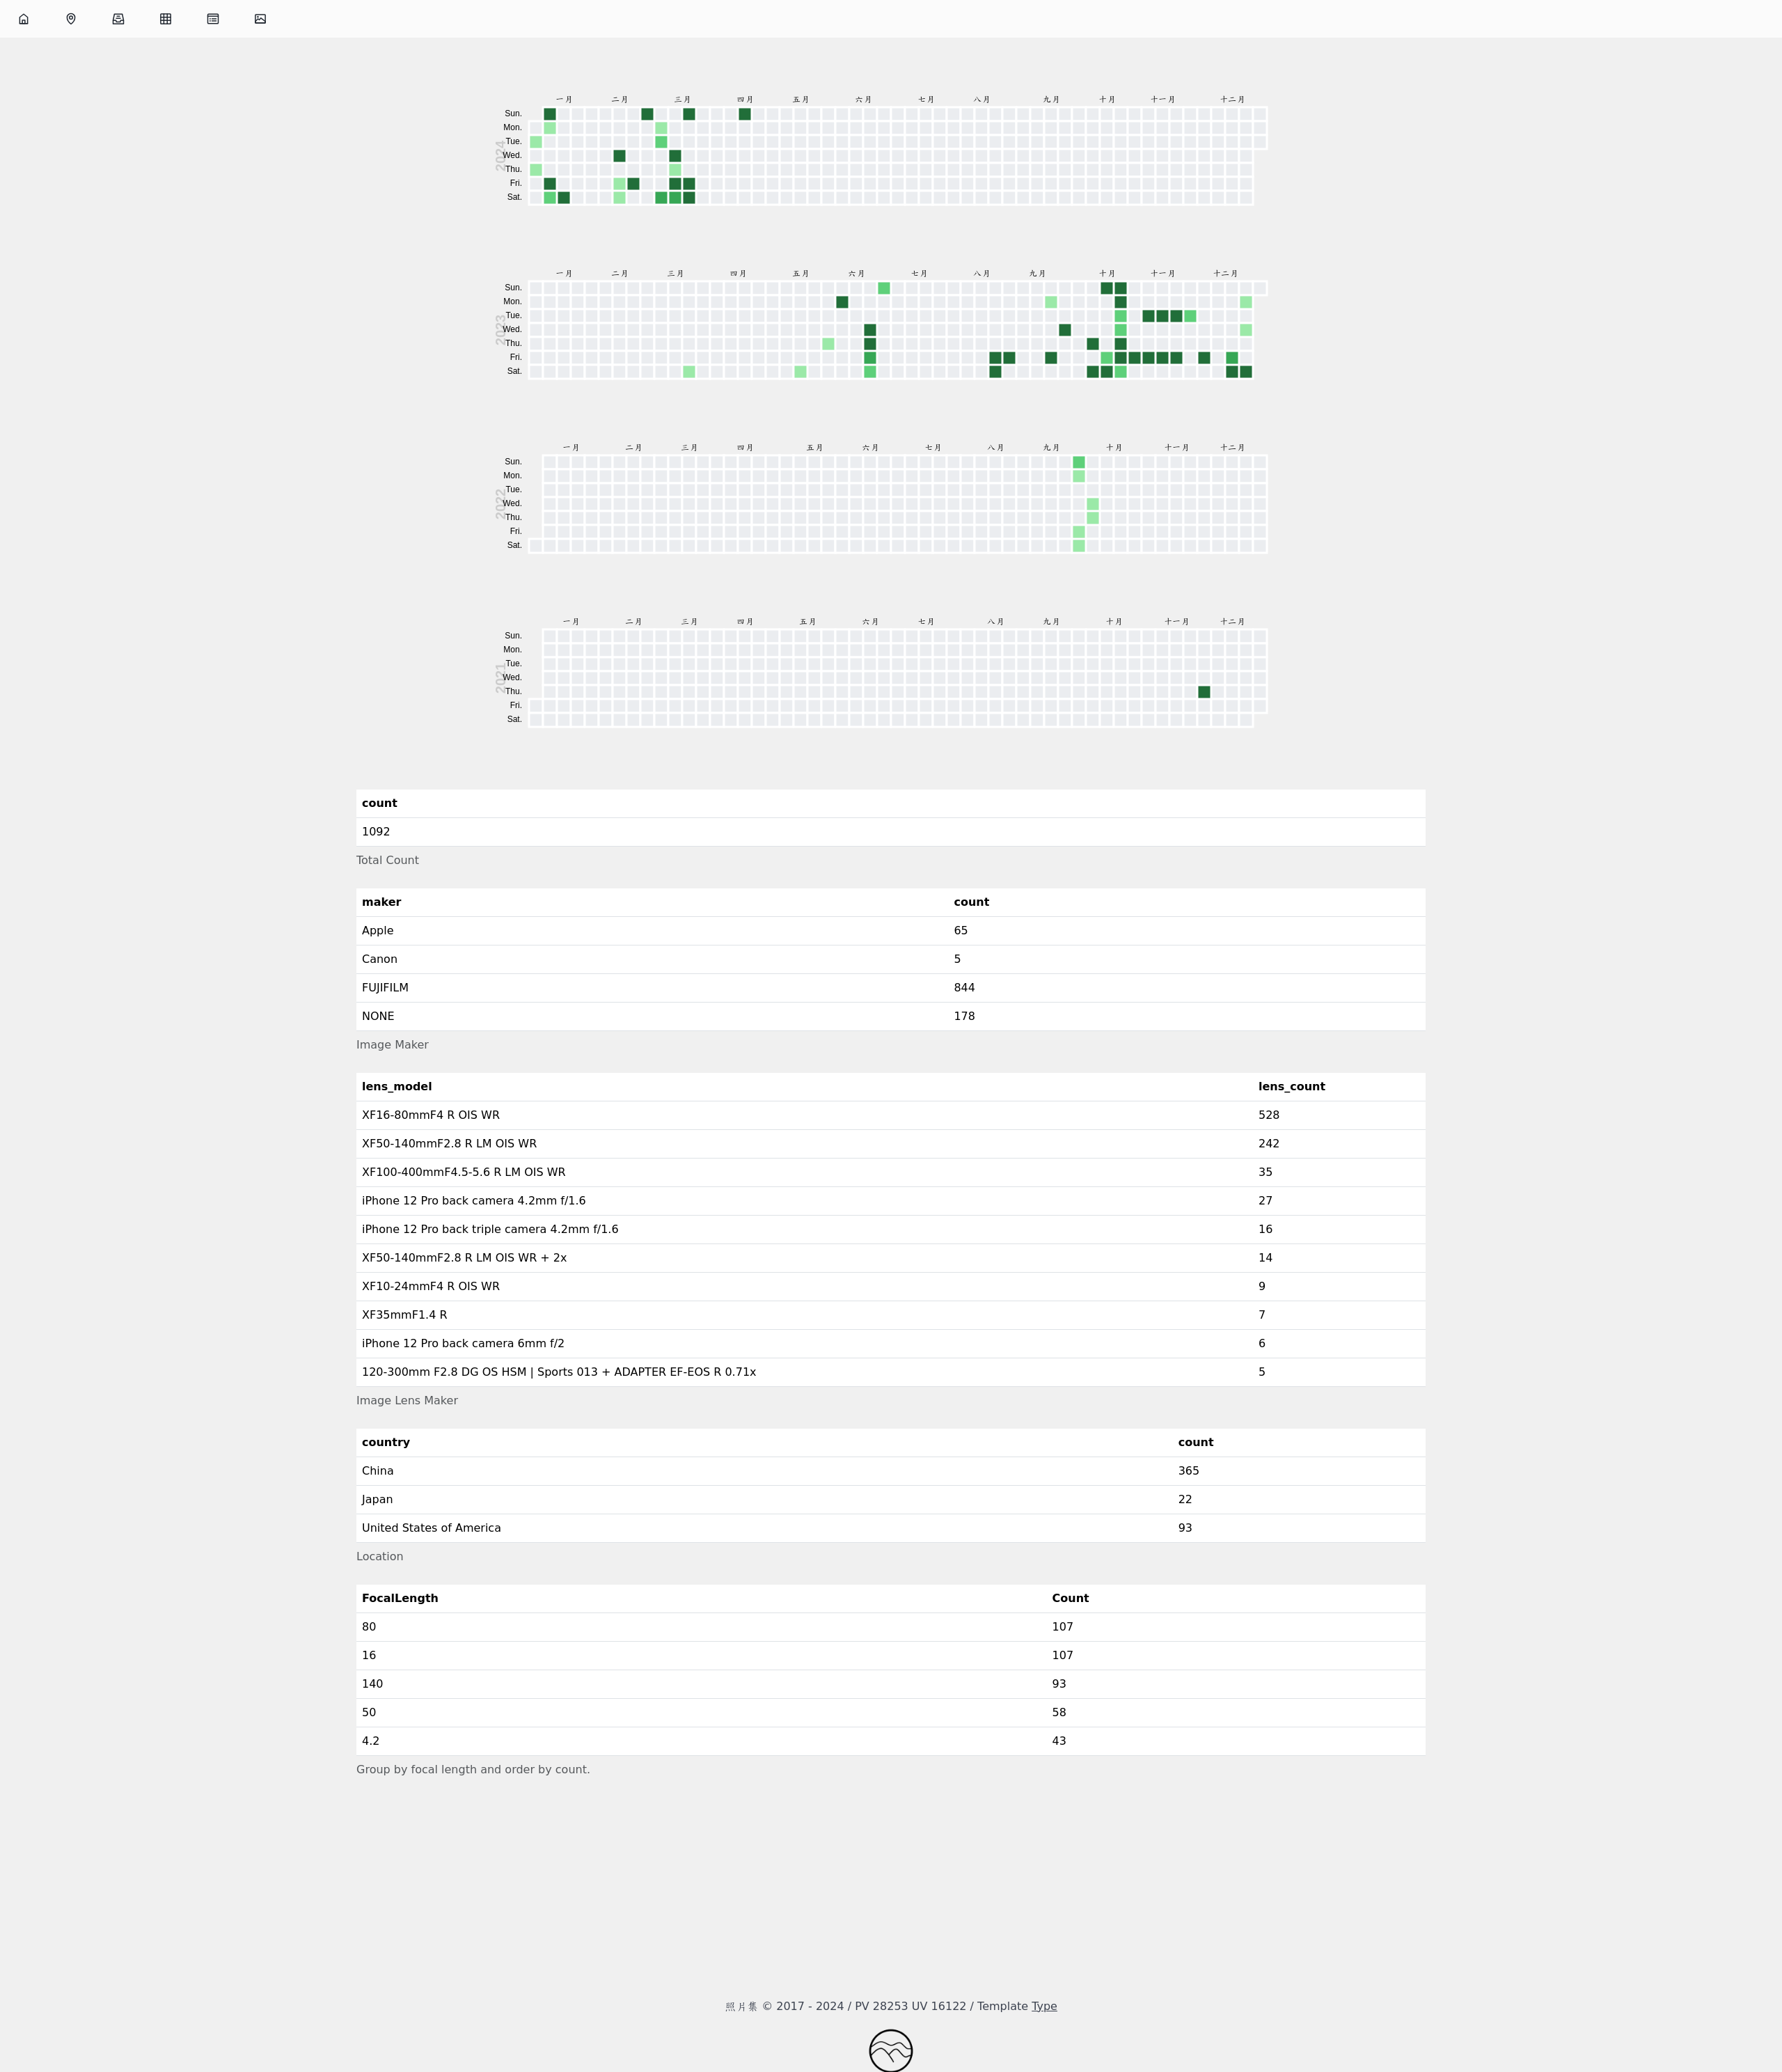 一月 二月 三月 四月 五月 六月 七月 八月 九月 十月 十一月 十二月
2024
Sun.
Mon.
Tue.
Wed.
Thu.
Fri.
Sat.
一月 二月 三月 四月 五月 六月 七月 八月 九月 十月 十一月 十二月
2023
Sun.
Mon.
Tue.
Wed.
Thu.
Fri.
Sat.
一月 二月 三月 四月 五月 六月 七月 八月 九月 十月 十一月 十二月
2022
Sun.
Mon.
Tue.
Wed.
Thu.
Fri.
Sat.
一月 二月 三月 四月 五月 六月 七月 八月 九月 十月 十一月 十二月
2021
Sun.
Mon.
Tue.
Wed.
Thu.
Fri.
Sat.
count
1092
Total Count
maker count
Apple 65
Canon 5
FUJIFILM 844
NONE 178
Image Maker
lens_model lens_count
XF16-80mmF4 R OIS WR 528
XF50-140mmF2.8 R LM OIS WR 242
XF100-400mmF4.5-5.6 R LM OIS WR 35
iPhone 12 Pro back camera 4.2mm f/1.6 27
iPhone 12 Pro back triple camera 4.2mm f/1.6 16
XF50-140mmF2.8 R LM OIS WR + 2x 14
XF10-24mmF4 R OIS WR 9
XF35mmF1.4 R 7
iPhone 12 Pro back camera 6mm f/2 6
120-300mm F2.8 DG OS HSM | Sports 013 + ADAPTER EF-EOS R 0.71x 5
Image Lens Maker
country count
China 365
Japan 22
United States of America 93
Location
FocalLength Count
80 107
16 107
140 93
50 58
4.2 43
Group by focal length and order by count.
照片集 © 2017 - 2024 / PV 28253 UV 16122 / Template Type